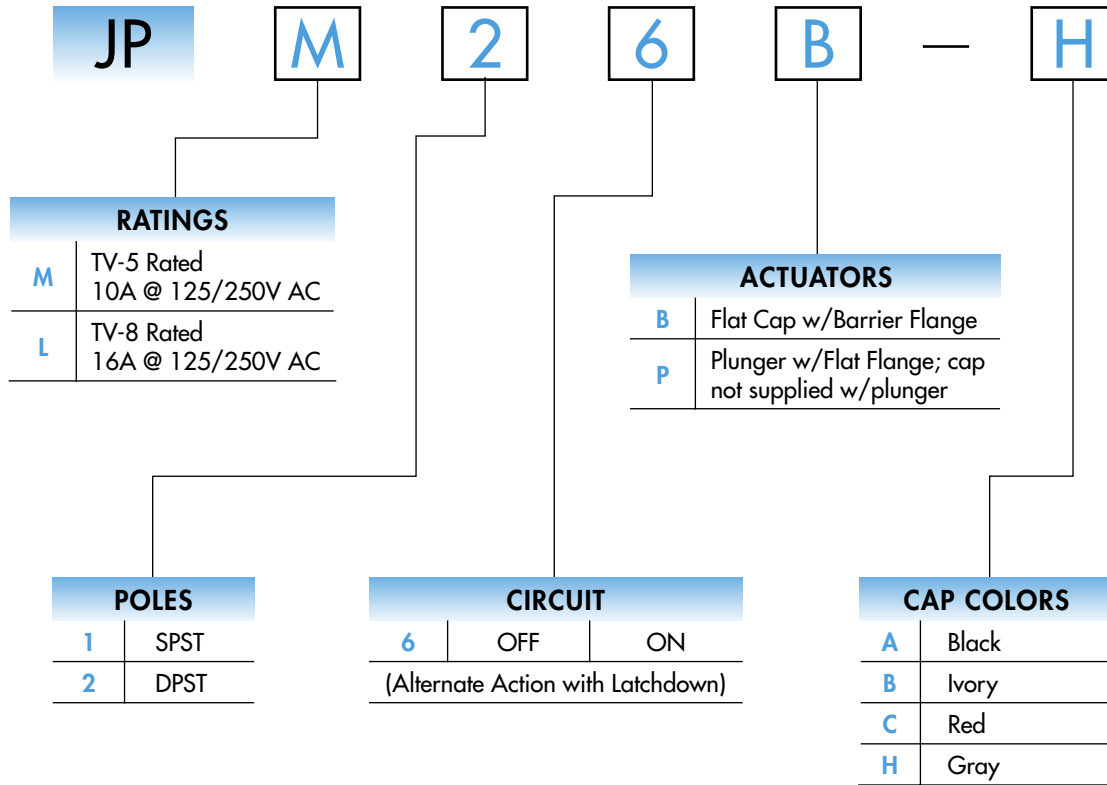 JP M 2 6 B — H
RATINGS
M TV-5 Rated
10A @ 125/250V AC
L TV-8 Rated
16A @ 125/250V AC
ACTUATORS
B Flat Cap w/Barrier Flange
P Plunger w/Flat Flange; cap
not supplied w/plunger
POLES
1 SPST
2 DPST
CIRCUIT
6 OFF ON
(Alternate Action with Latchdown)
CAP COLORS
A Black
B Ivory
C Red
H Gray